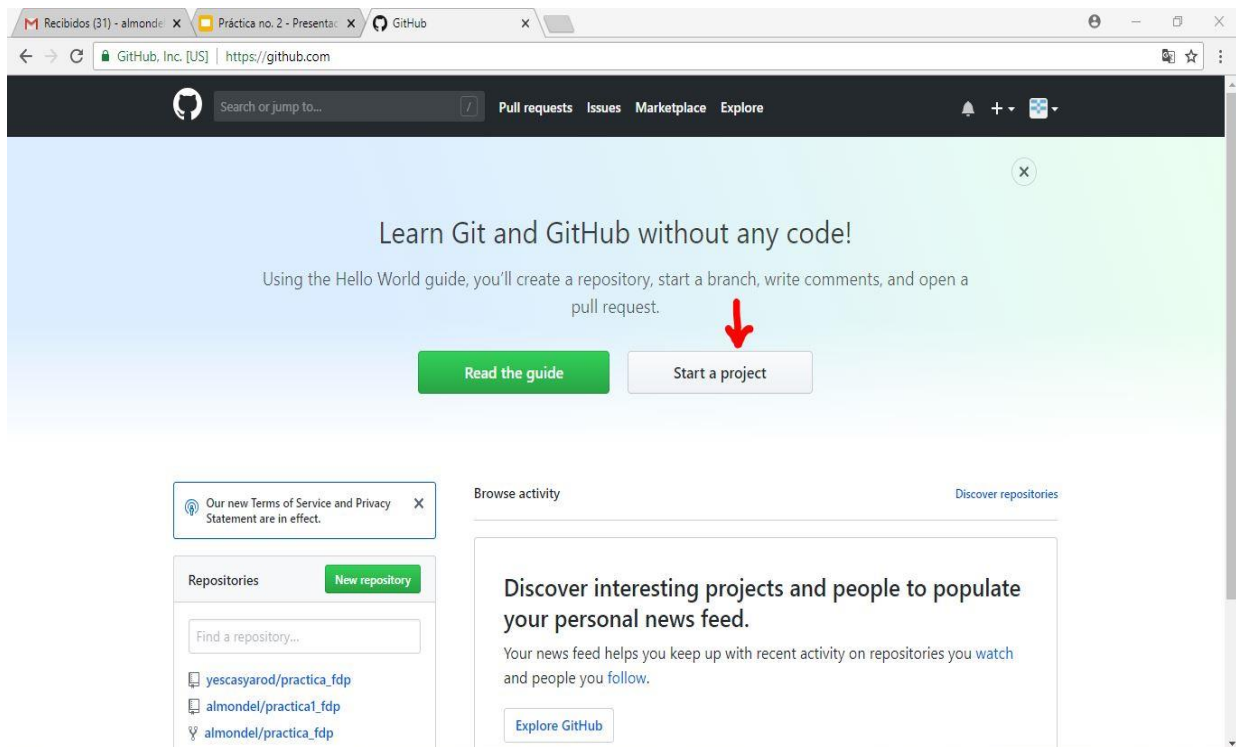 Recibidos (31) - almonde
Práctica no. 2 - Presentac
GitHub
GitHub, Inc. [US] | https://github.com
Search or jump to...
/
Pull requests Issues Marketplace Explore
Learn Git and GitHub without any code!
Using the Hello World guide, you'll create a repository, start a branch, write comments, and open a
pull request.
Read the guide
Start a project
Our new Terms of Service and Privacy
Statement are in effect.
Repositories
New repository
Find a repository...
yescasyarod/practica_fdp
almondel/practica1_fdp
almondel/practica_fdp
Browse activity
Discover repositories
Discover interesting projects and people to populate
your personal news feed.
Your news feed helps you keep up with recent activity on repositories you watch
and people you follow.
Explore GitHub